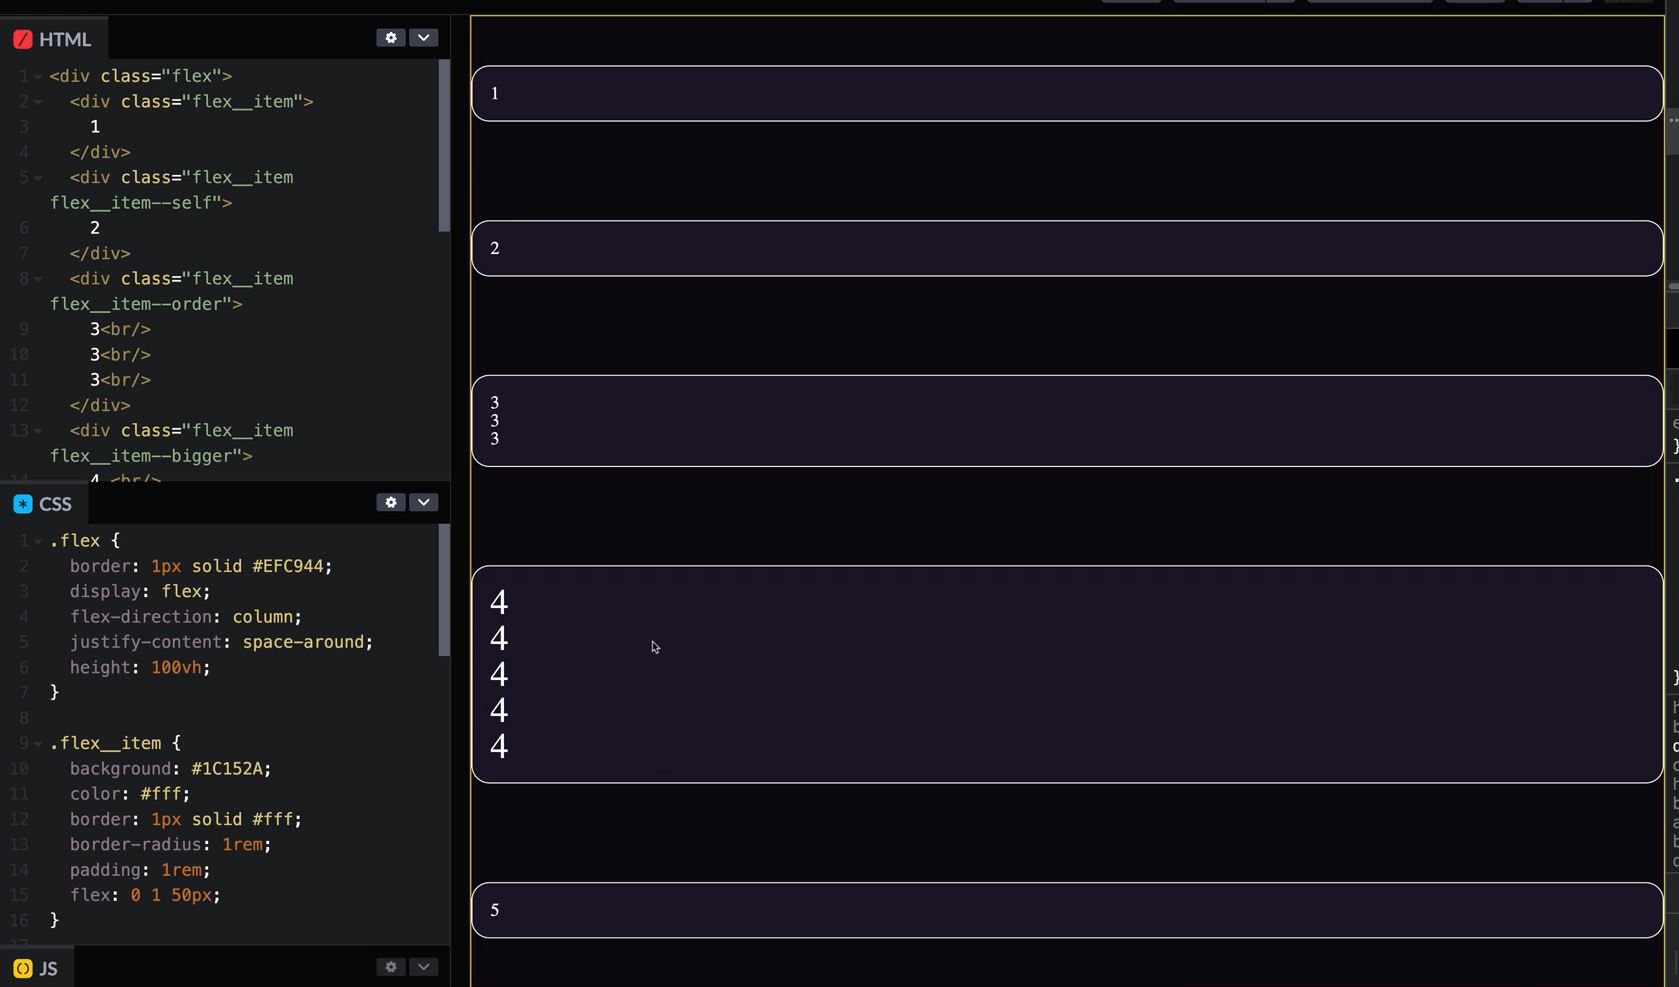 HTML
1 <div class="flex">
2 <div class="flex__item">
3 1
4 </div>
5 <div class="flex__item
flex__item--self">
6 2
7 </div>
8 <div class="flex__item
flex__item--order">
9 3<br/>
10 3<br/>
11 3<br/>
12 </div>
13 <div class="flex__item
flex__item--bigger">
14 4 <br/>
CSS
1 .flex {
2 border: 1px solid #EFC944;
3 display: flex;
4 flex-direction: column;
5 justify-content: space-around;
6 height: 100vh;
7 }
8
9 .flex__item {
10 background: #1C152A;
11 color: #fff;
12 border: 1px solid #fff;
13 border-radius: 1rem;
14 padding: 1rem;
15 flex: 0 1 50px;
16 }
17
JS
1
2
3
3
3
4
4
4
4
4
5